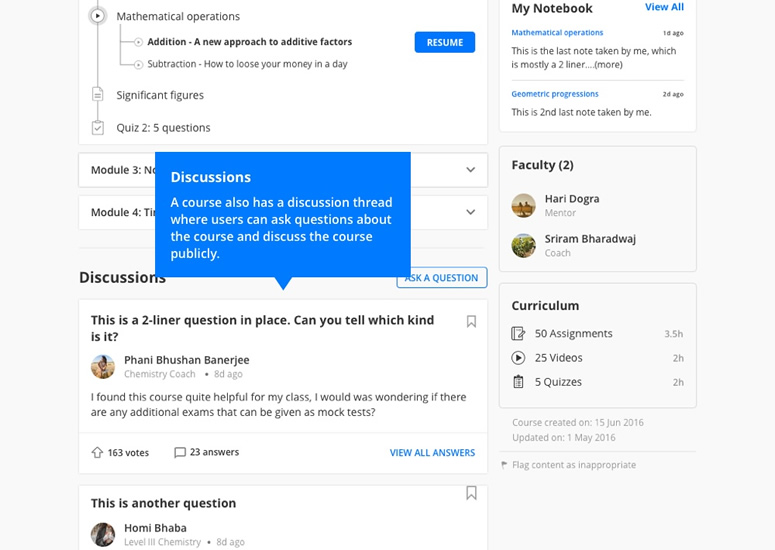 Mathematical operations
Addition - A new approach to additive factors
RESUME
Subtraction - How to loose your money in a day
Significant figures
Quiz 2: 5 questions
Module 3: No
Module 4: Ti
Discussions
A course also has a discussion thread
where users can ask questions about
the course and discuss the course
publicly.
Discussions
ASK A QUESTION
This is a 2-liner question in place. Can you tell which kind
is it?
Phani Bhushan Banerjee
Chemistry Coach • 8d ago
I found this course quite helpful for my class, I would was wondering if there
are any additional exams that can be given as mock tests?
163 votes
23 answers
VIEW ALL ANSWERS
This is another question
Homi Bhaba
Level III Chemistry • 8d ago
My Notebook
View All
Mathematical operations
1d ago
This is the last note taken by me, which
is mostly a 2 liner....(more)
Geometric progressions
2d ago
This is 2nd last note taken by me.
Faculty (2)
Hari Dogra
Mentor
Sriram Bharadwaj
Coach
Curriculum
50 Assignments
3.5h
25 Videos
2h
5 Quizzes
2h
Course created on: 15 Jun 2016
Updated on: 1 May 2016
Flag content as inappropriate